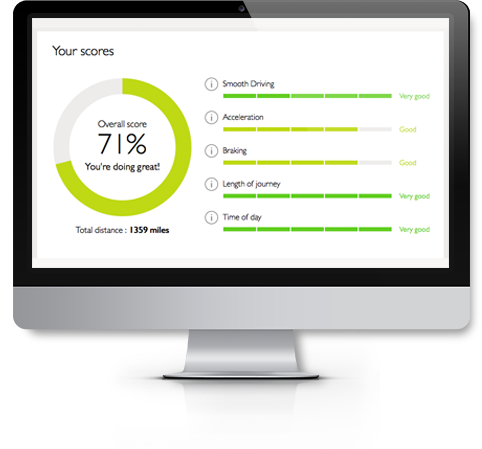 Your scores
Overall score
71%
You're doing great!
Total distance : 1359 miles
Smooth Driving
Very good
Acceleration
Good
Braking
Good
Length of journey
Very good
Time of day
Very good